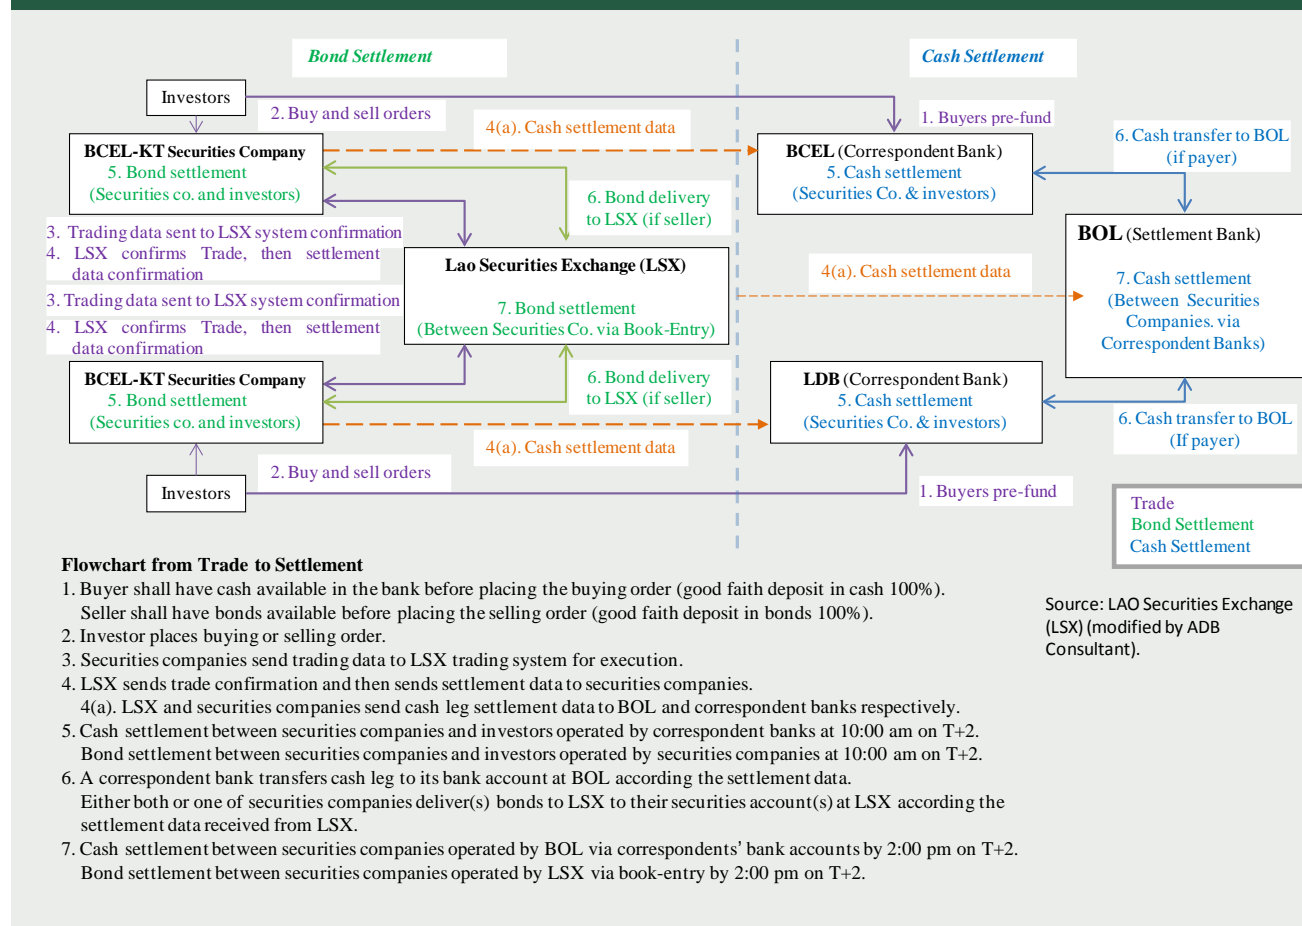 Bond Settlement
Cash Settlement
Investors
2. Buy and sell orders
4(a). Cash settlement data
1. Buyers pre-fund
6. Cash transfer to BOL
(if payer)
BCEL-KT Securities Company
5. Bond settlement
(Securities co. and investors)
BCEL (Correspondent Bank)
5. Cash settlement
(Securities Co. & investors)
6. Bond delivery
to LSX (if seller)
3. Trading data sent to LSX system confirmation
4. LSX confirms Trade, then settlement
data confirmation
3. Trading data sent to LSX system confirmation
4. LSX confirms Trade, then settlement
data confirmation
Lao Securities Exchange (LSX)
7. Bond settlement
(Between Securities Co. via Book-Entry)
4(a). Cash settlement data
BOL (Settlement Bank)
7. Cash settlement
(Between Securities
Companies. via
Correspondent Banks)
BCEL-KT Securities Company
5. Bond settlement
(Securities co. and investors)
6. Bond delivery
to LSX (if seller)
LDB (Correspondent Bank)
5. Cash settlement
(Securities Co. & investors)
6. Cash transfer to BOL
(If payer)
4(a). Cash settlement data
2. Buy and sell orders
Investors
1. Buyers pre-fund
Trade
Bond Settlement
Cash Settlement
Flowchart from Trade to Settlement
1. Buyer shall have cash available in the bank before placing the buying order (good faith deposit in cash 100%).
Seller shall have bonds available before placing the selling order (good faith deposit in bonds 100%).
2. Investor places buying or selling order.
3. Securities companies send trading data to LSX trading system for execution.
4. LSX sends trade confirmation and then sends settlement data to securities companies.
4(a). LSX and securities companies send cash leg settlement data to BOL and correspondent banks respectively.
5. Cash settlement between securities companies and investors operated by correspondent banks at 10:00 am on T+2.
Bond settlement between securities companies and investors operated by securities companies at 10:00 am on T+2.
6. A correspondent bank transfers cash leg to its bank account at BOL according the settlement data.
Either both or one of securities companies deliver(s) bonds to LSX to their securities account(s) at LSX according the
settlement data received from LSX.
7. Cash settlement between securities companies operated by BOL via correspondents' bank accounts by 2:00 pm on T+2.
Bond settlement between securities companies operated by LSX via book-entry by 2:00 pm on T+2.
Source: LAO Securities Exchange
(LSX) (modified by ADB
Consultant).